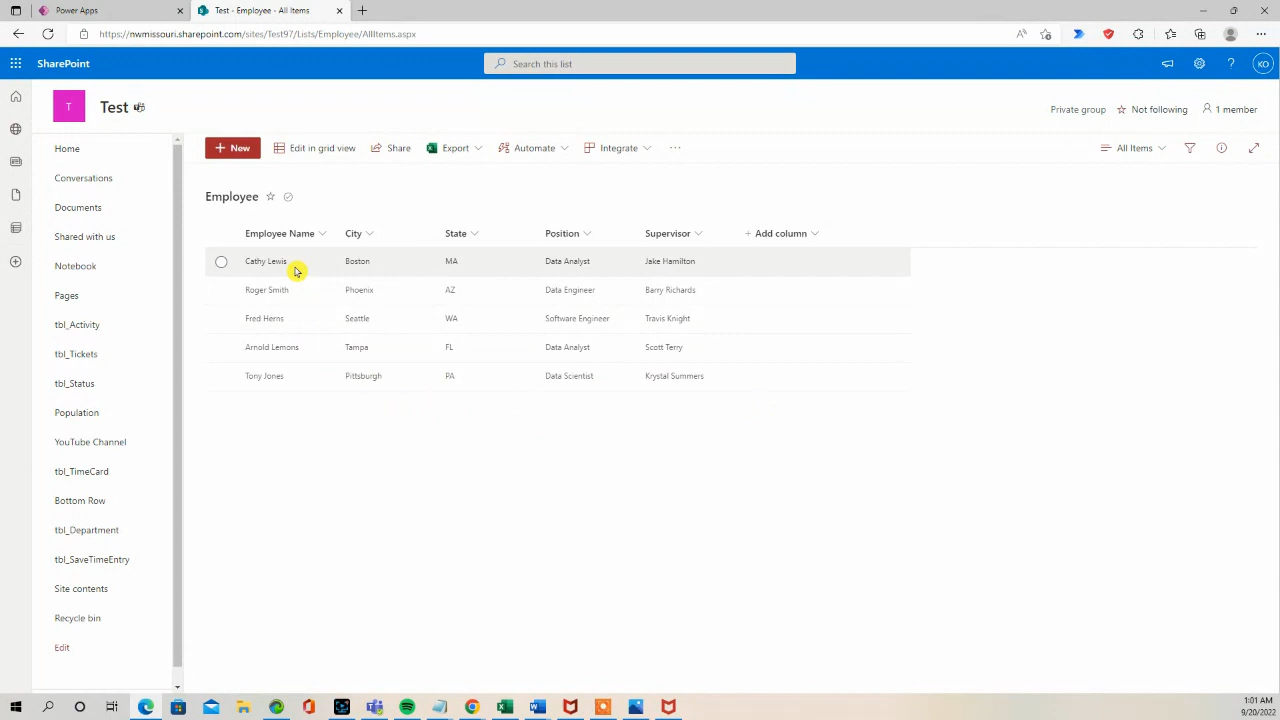 Power Apps
Test - Employee - All Items
https://nwmissouri.sharepoint.com/sites/Test97/Lists/Employee/AllItems.aspx
SharePoint
Search this list
KO
T
Test
Private group
Not following
1 member
Home
Conversations
Documents
Shared with us
Notebook
Pages
tbl_Activity
tbl_Tickets
tbl_Status
Population
YouTube Channel
tbl_TimeCard
Bottom Row
tbl_Department
tbl_SaveTimeEntry
Site contents
Recycle bin
Edit
+ New
Edit in grid view
Share
Export
Automate
Integrate
...
All Items
Employee
Employee Name City State Position Supervisor + Add column
Cathy Lewis Boston MA Data Analyst Jake Hamilton
Roger Smith Phoenix AZ Data Engineer Barry Richards
Fred Herns Seattle WA Software Engineer Travis Knight
Arnold Lemons Tampa FL Data Analyst Scott Terry
Tony Jones Pittsburgh PA Data Scientist Krystal Summers
1:01 AM
9/20/2022